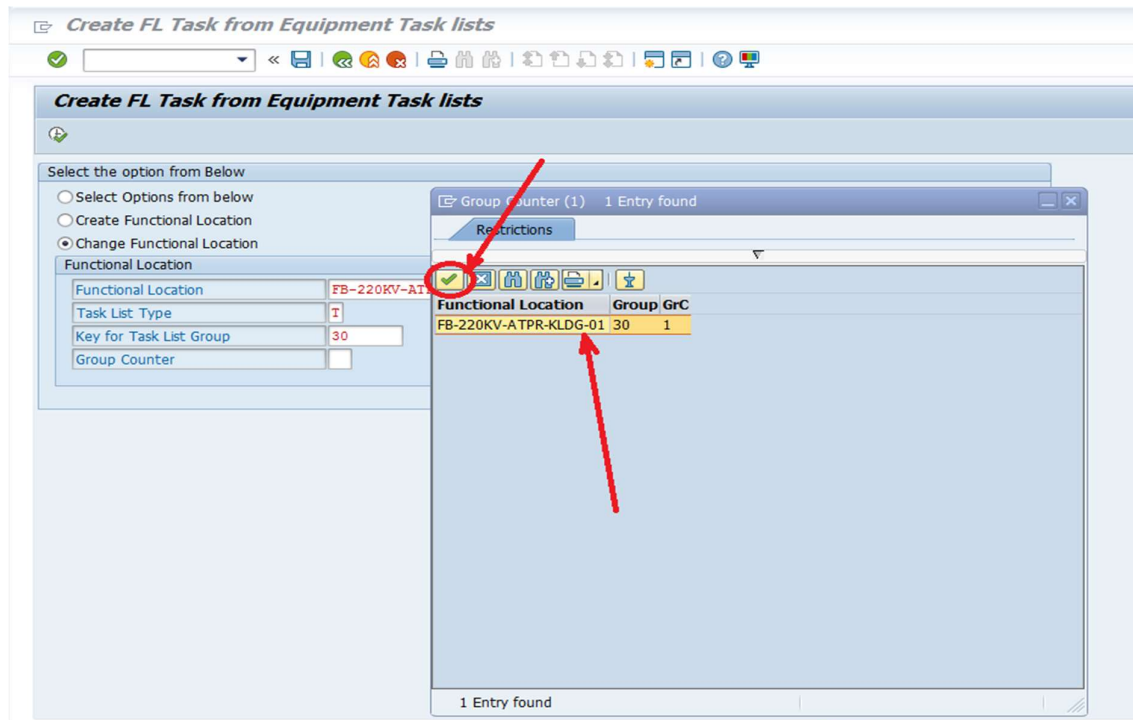 Create FL Task from Equipment Task lists
Create FL Task from Equipment Task lists
Select the option from Below
Select Options from below
Create Functional Location
Change Functional Location
Functional Location
Functional Location FB-220KV-AT
Task List Type T
Key for Task List Group 30
Group Counter
Group Counter (1) 1 Entry found
Restrictions
Functional Location Group GrC
FB-220KV-ATPR-KLDG-01 30 1
1 Entry found